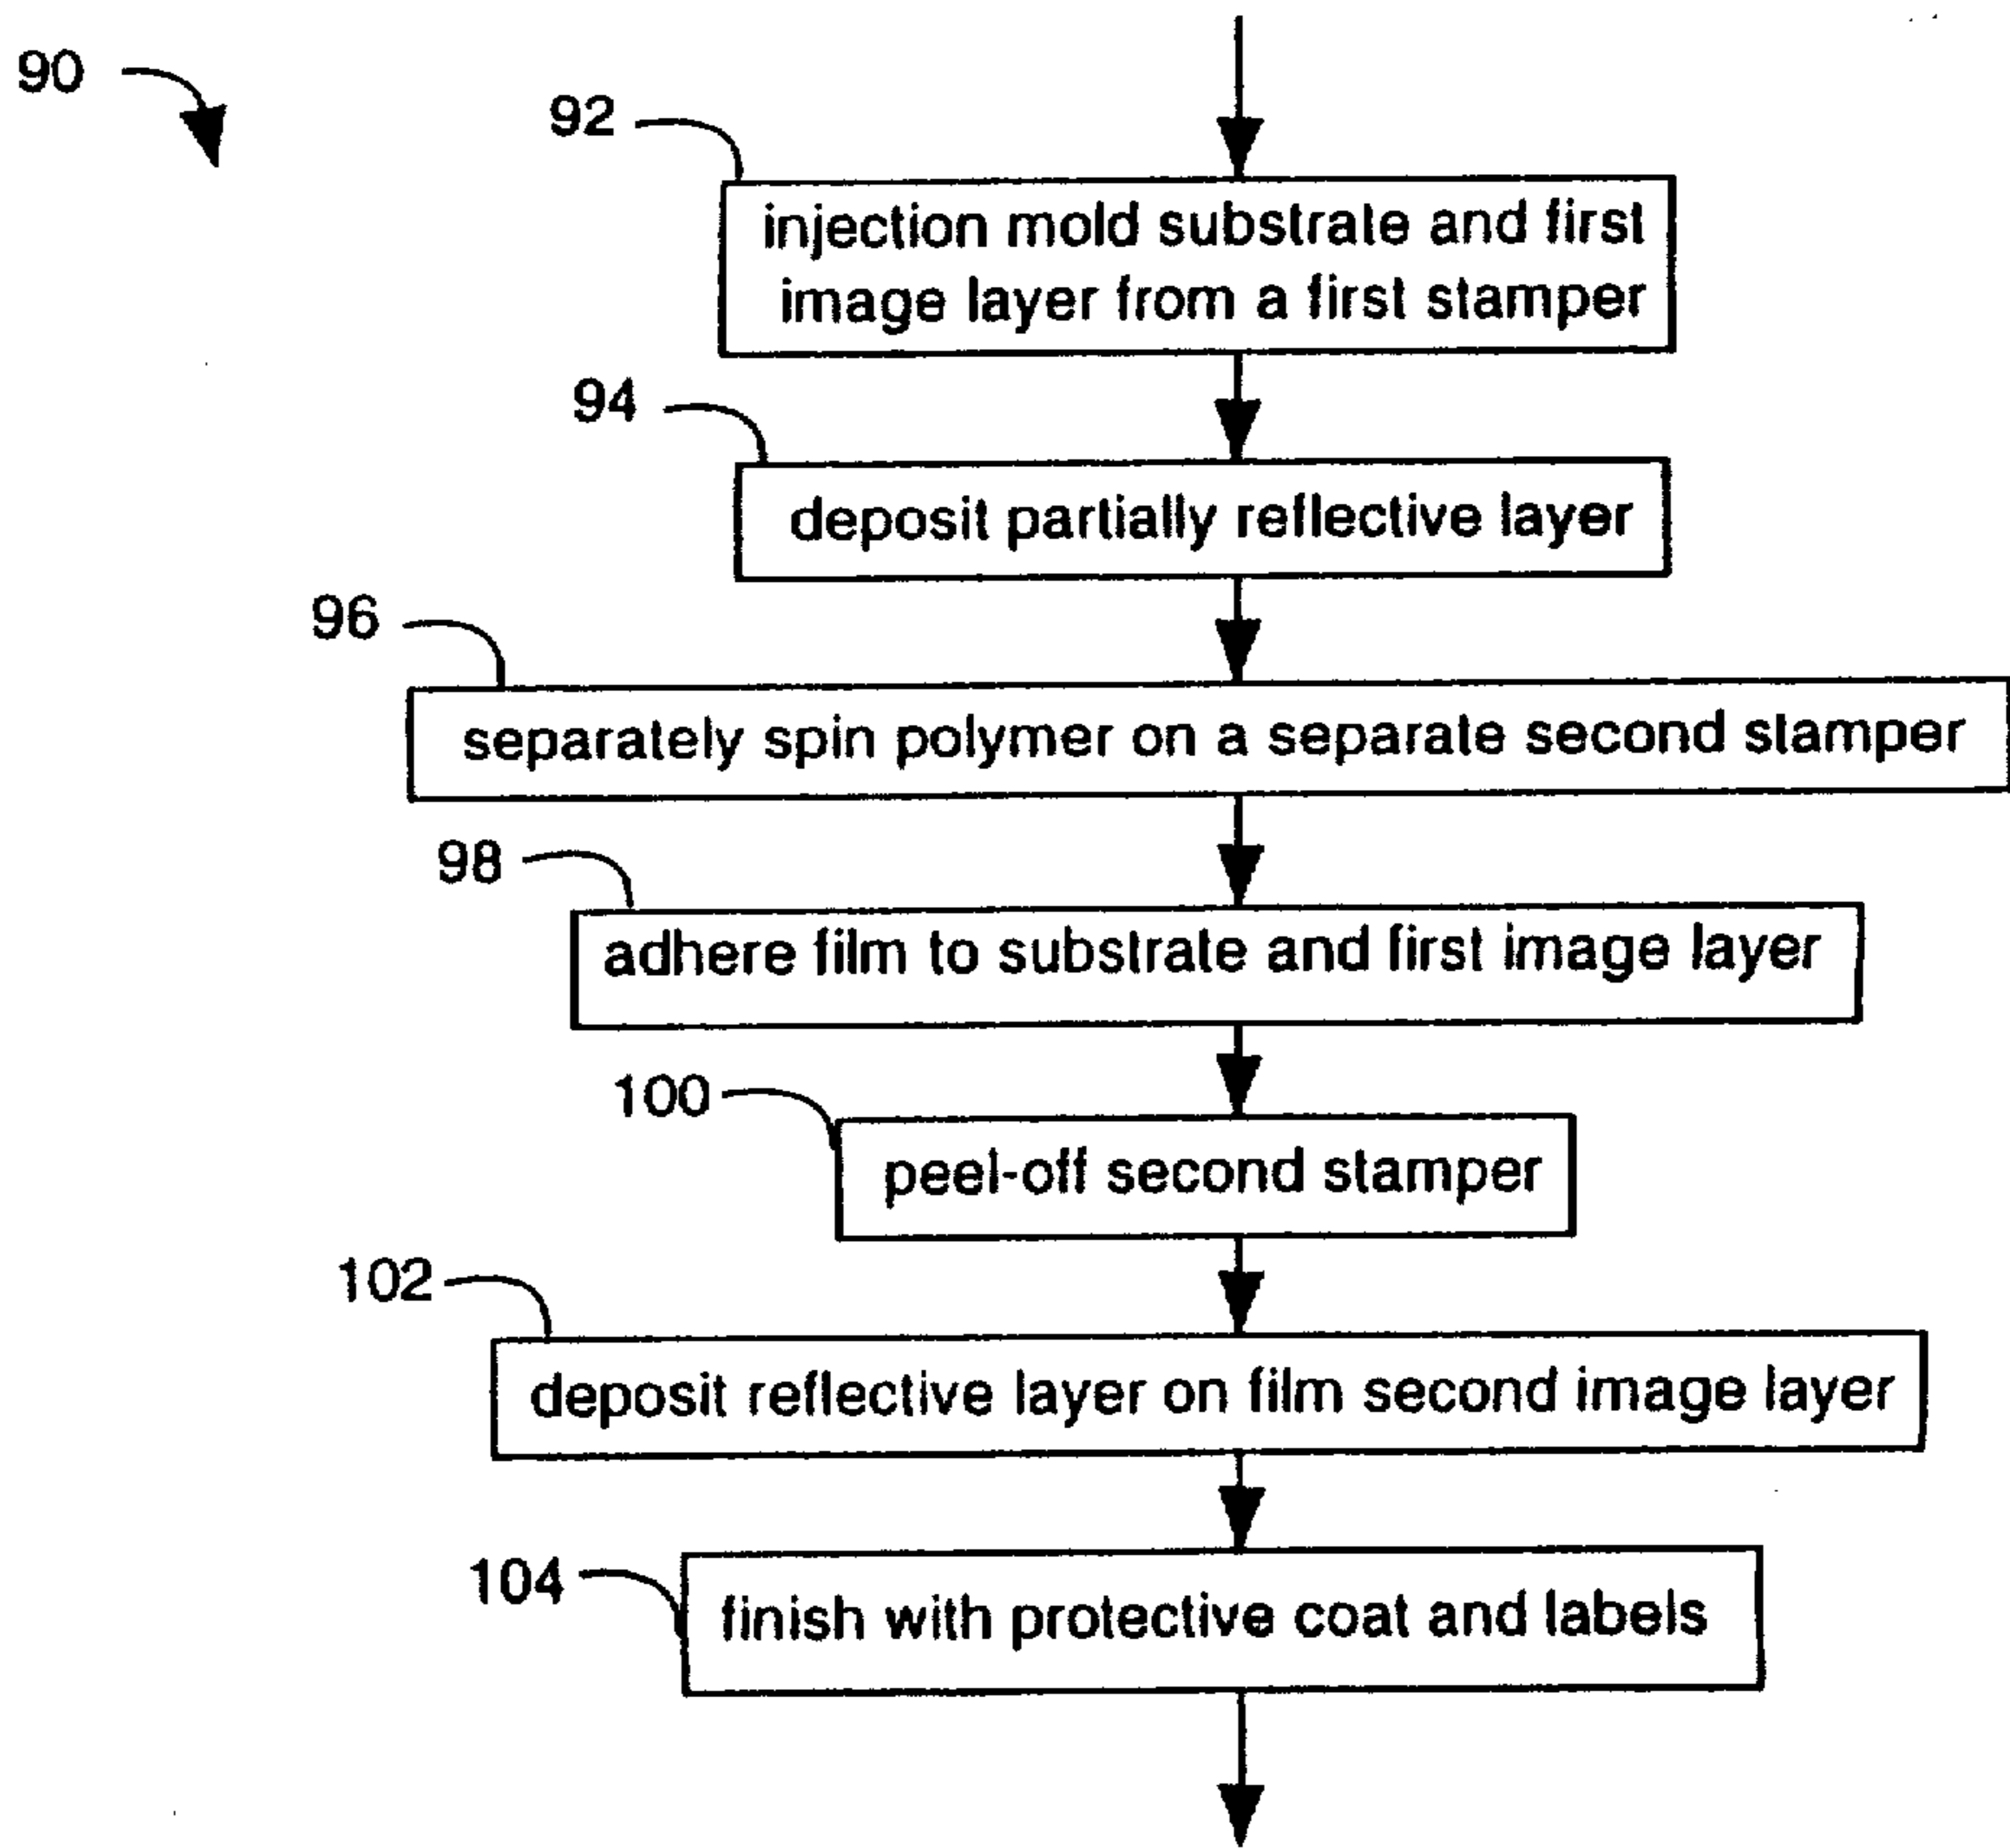 90
92
injection mold substrate and first
image layer from a first stamper
94
deposit partially reflective layer
96
separately spin polymer on a separate second stamper
98
adhere film to substrate and first image layer
100
peel-off second stamper
102
deposit reflective layer on film second image layer
104
finish with protective coat and labels